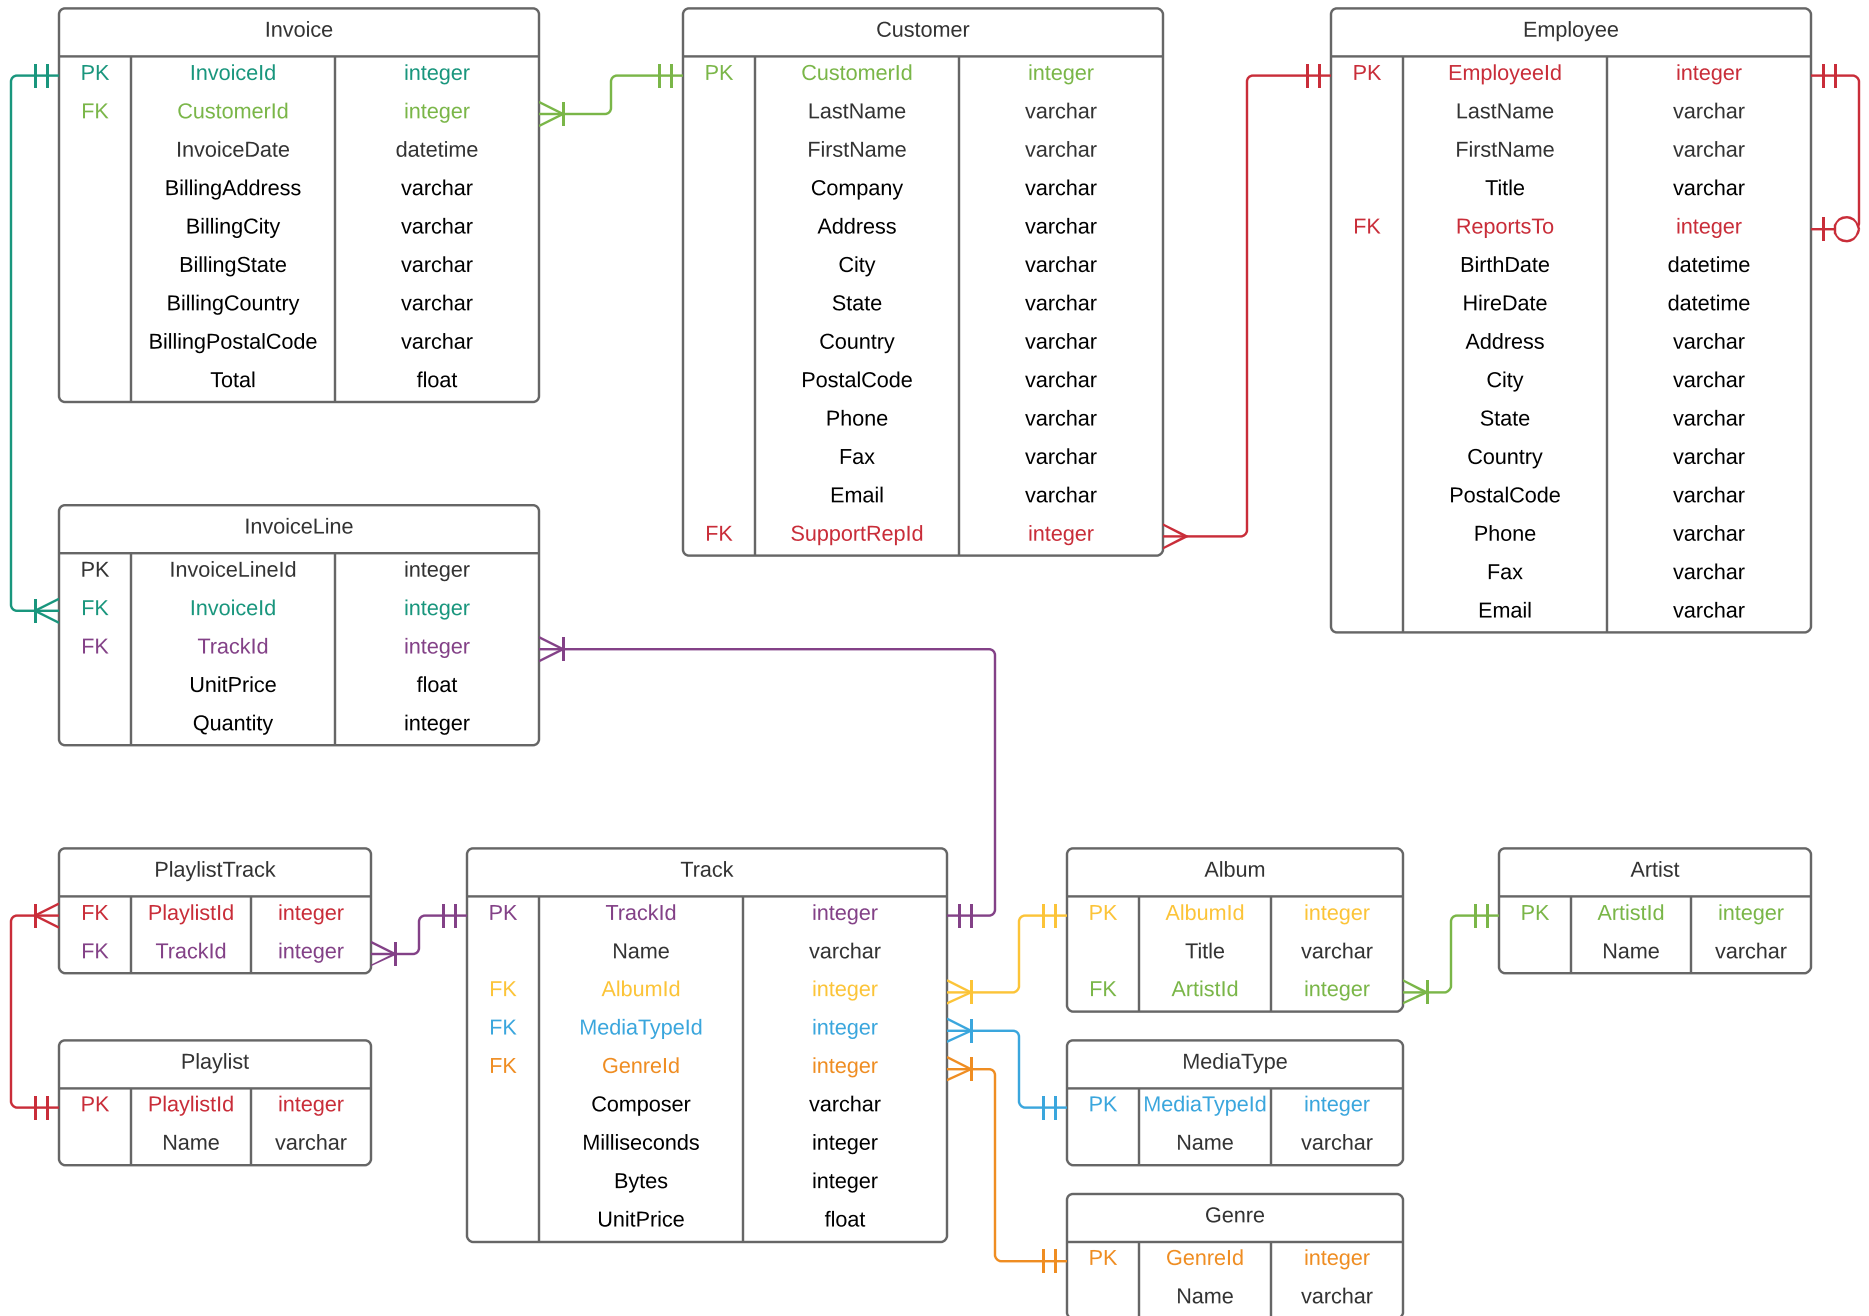 Invoice
PK InvoiceId integer
FK CustomerId integer
InvoiceDate datetime
BillingAddress varchar
BillingCity varchar
BillingState varchar
BillingCountry varchar
BillingPostalCode varchar
Total float
Customer
PK CustomerId integer
LastName varchar
FirstName varchar
Company varchar
Address varchar
City varchar
State varchar
Country varchar
PostalCode varchar
Phone varchar
Fax varchar
Email varchar
FK SupportRepId integer
Employee
PK EmployeeId integer
LastName varchar
FirstName varchar
Title varchar
FK ReportsTo integer
BirthDate datetime
HireDate datetime
Address varchar
City varchar
State varchar
Country varchar
PostalCode varchar
Phone varchar
Fax varchar
Email varchar
InvoiceLine
PK InvoiceLineId integer
FK InvoiceId integer
FK TrackId integer
UnitPrice float
Quantity integer
PlaylistTrack
FK PlaylistId integer
FK TrackId integer
Playlist
PK PlaylistId integer
Name varchar
Track
PK TrackId integer
Name varchar
FK AlbumId integer
FK MediaTypeId integer
FK GenreId integer
Composer varchar
Milliseconds integer
Bytes integer
UnitPrice float
Album
PK AlbumId integer
Title varchar
FK ArtistId integer
Artist
PK ArtistId integer
Name varchar
MediaType
PK MediaTypeId integer
Name varchar
Genre
PK GenreId integer
Name varchar